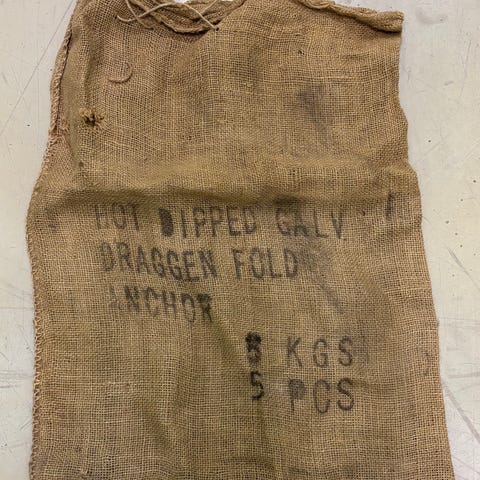 HOT DIPPED GALV
DRAGGEN FOLD
ANCHOR
KGS
5 PCS